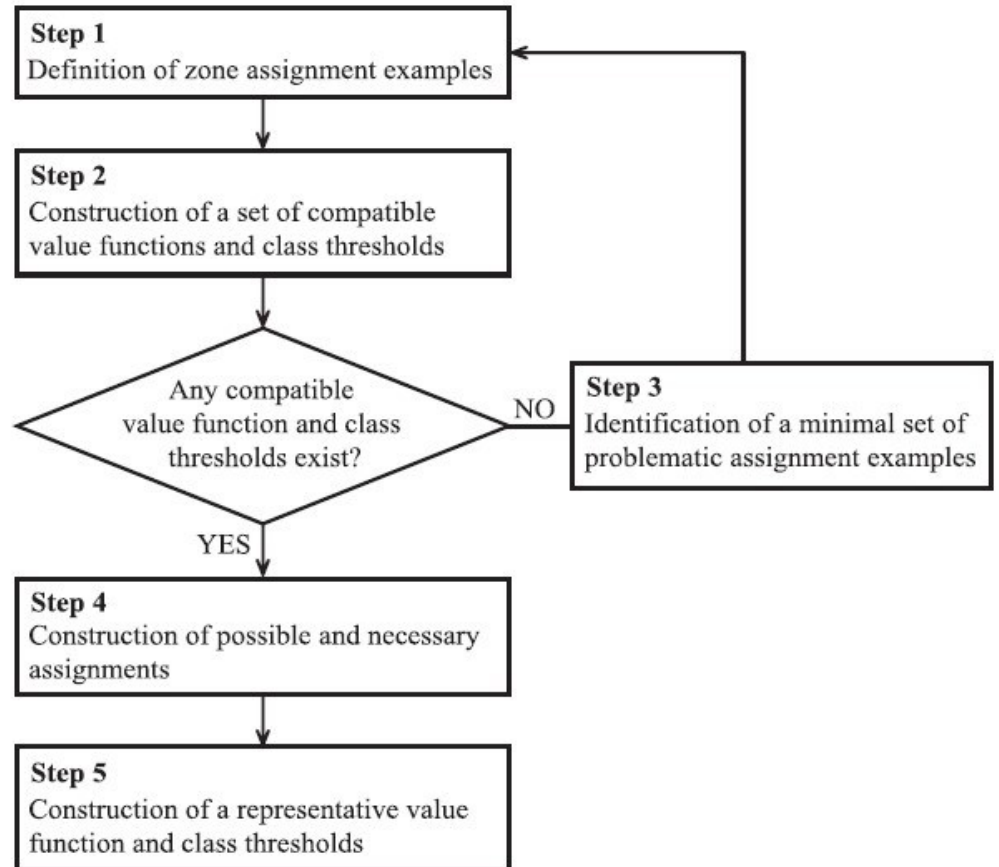 Step 1
Definition of zone assignment examples
Step 2
Construction of a set of compatible
value functions and class thresholds
Any compatible
value function and class
thresholds exist?
NO
Step 3
Identification of a minimal set of
problematic assignment examples
YES
Step 4
Construction of possible and necessary
assignments
Step 5
Construction of a representative value
function and class thresholds